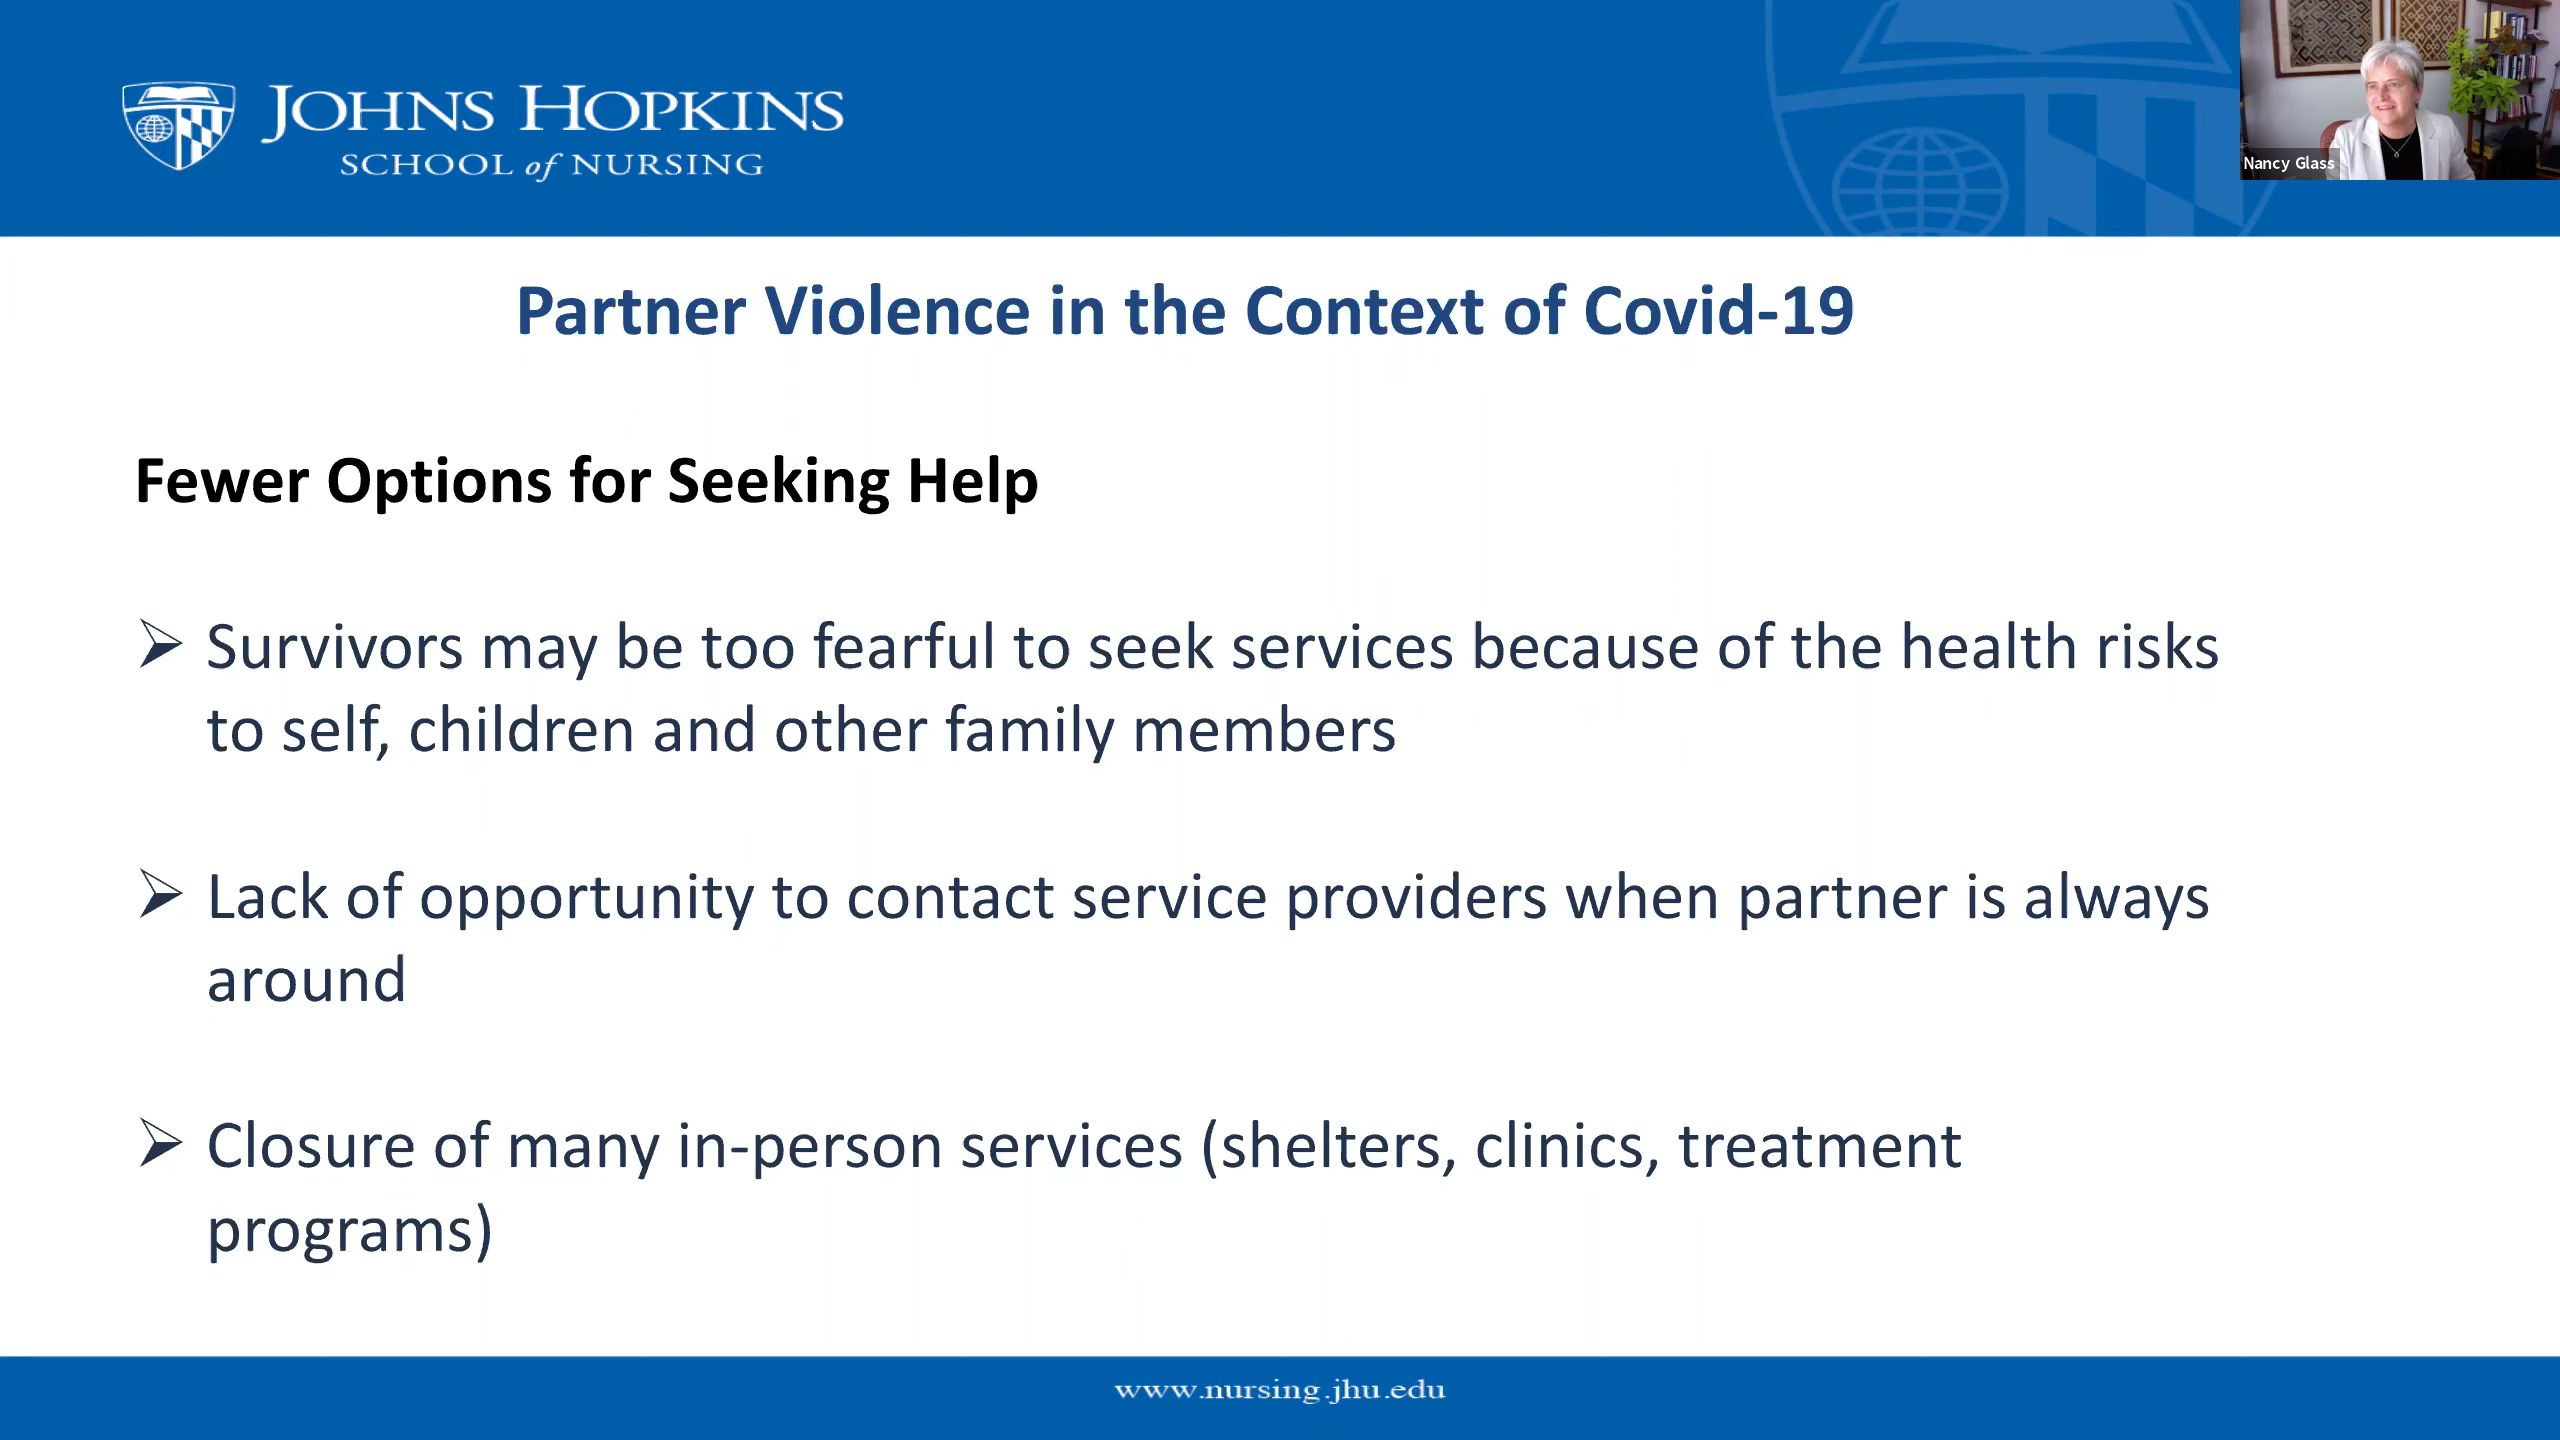 JOHNS HOPKINS
SCHOOL of NURSING
Nancy Glass
Partner Violence in the Context of Covid-19
Fewer Options for Seeking Help
Survivors may be too fearful to seek services because of the health risks
to self, children and other family members
Lack of opportunity to contact service providers when partner is always
around
Closure of many in-person services (shelters, clinics, treatment
programs)
www.nursing.jhu.edu